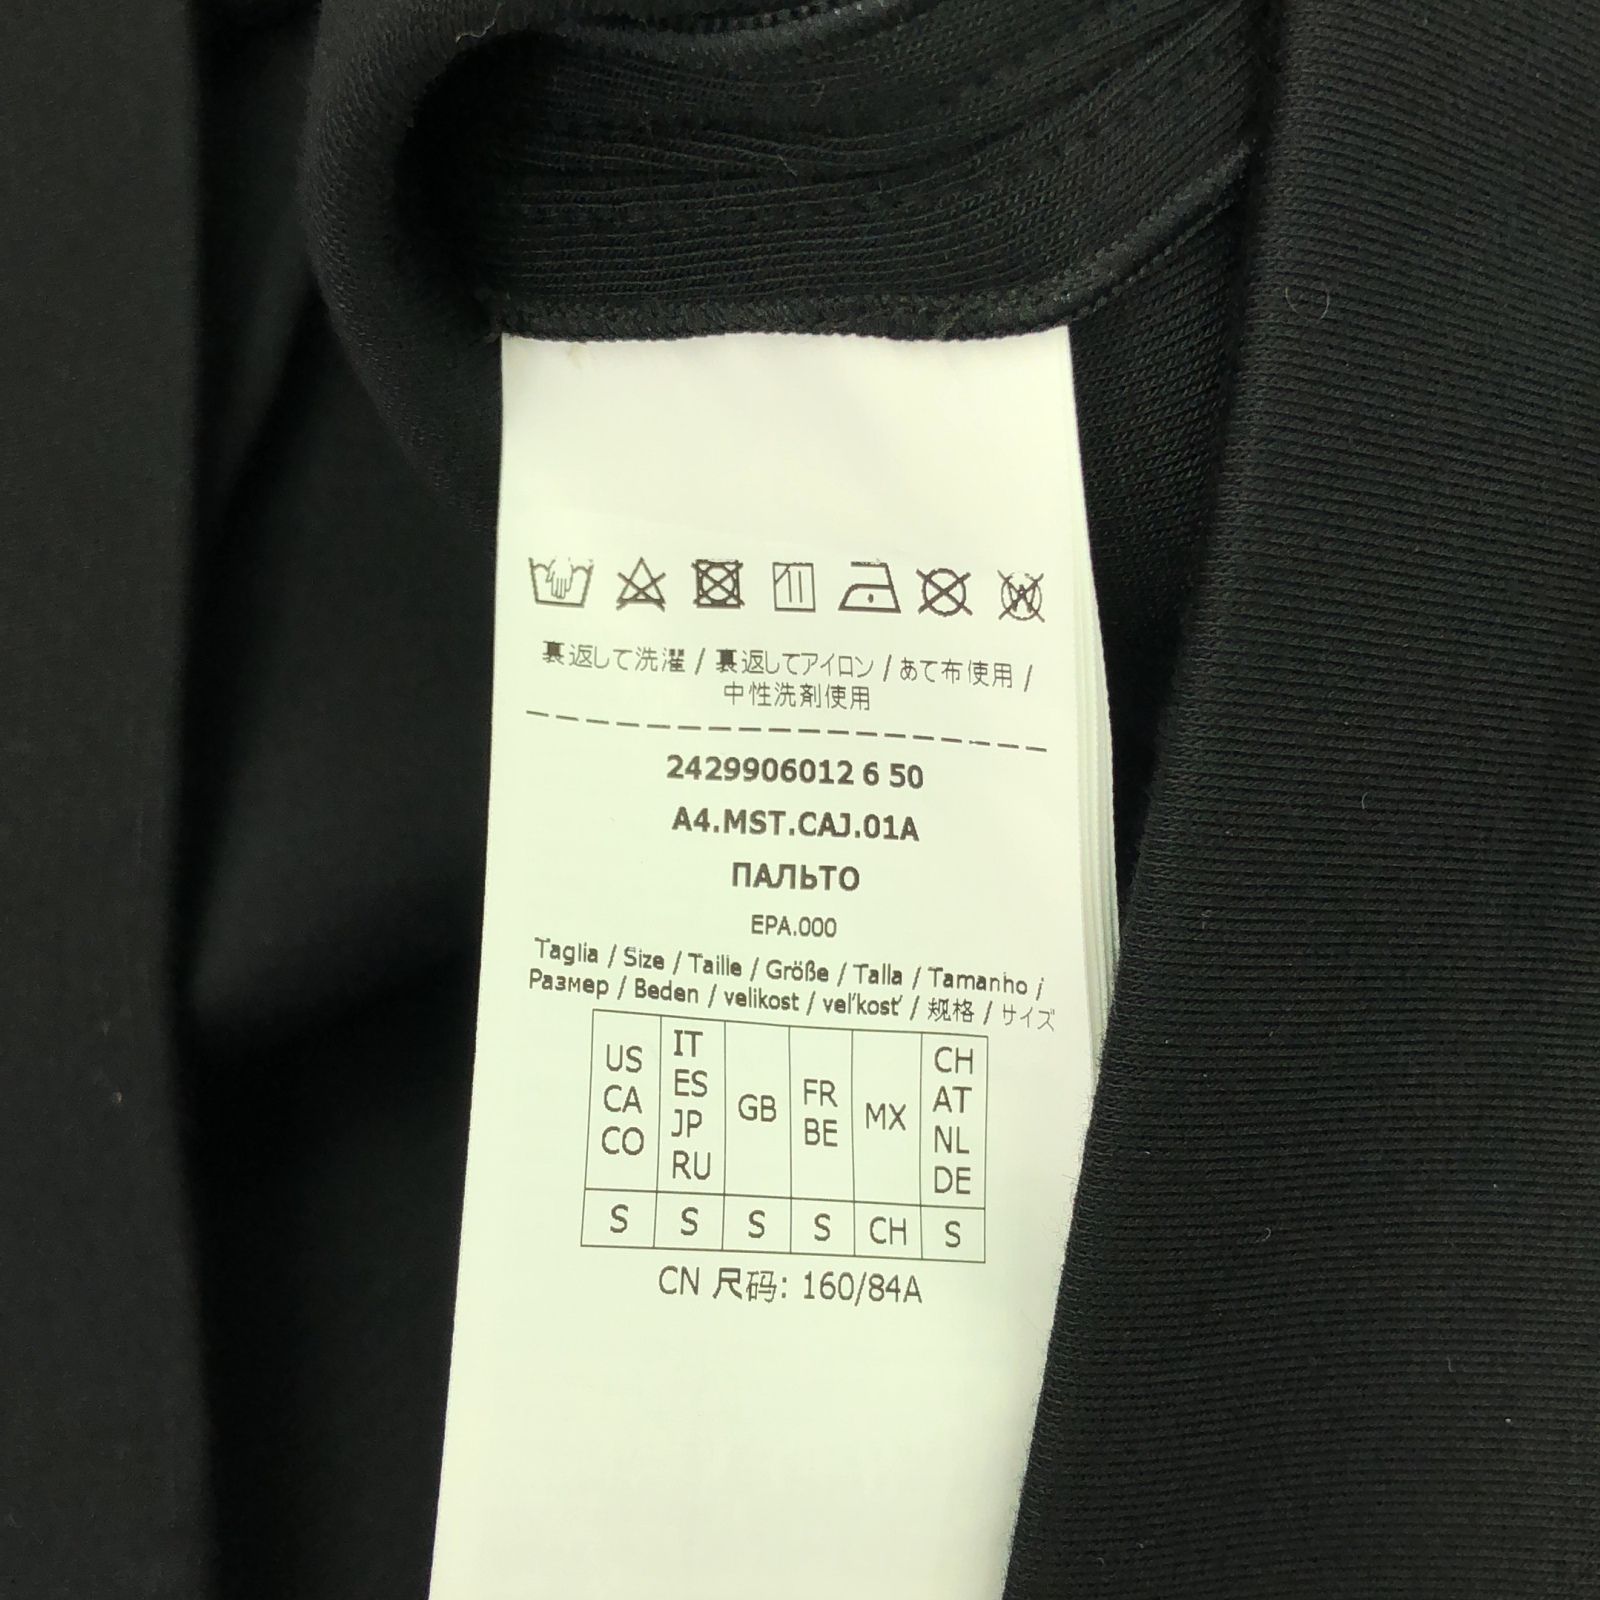 裏返して洗濯 / 裏返してアイロン / あて布使用 /
中性洗剤使用
2429906012 6 50
A4.MST.CAJ.01A
ПАЛЬТО
EPA.000
Taglia / Size / Taille / Größe / Talla / Tamanho /
Размер / Beden / velikost / veľkosť / 规格 / サイズ
US CA CO IT ES JP RU GB FR BE MX CH AT NL DE
S S S S CH S
CN 尺码: 160/84A